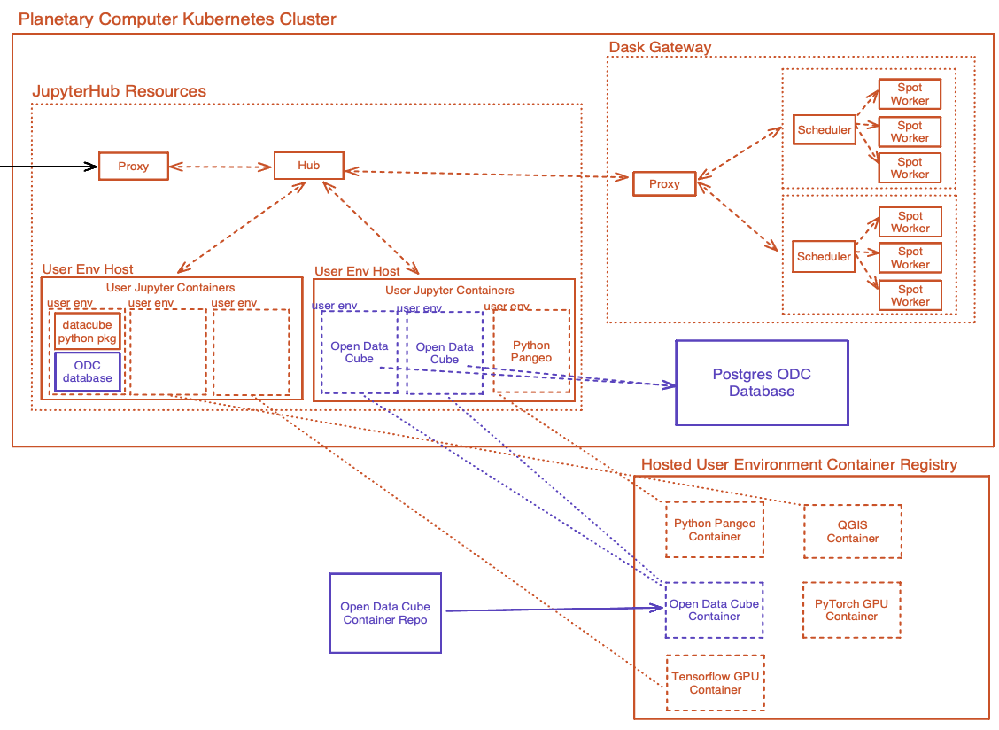 Planetary Computer Kubernetes Cluster
Dask Gateway
JupyterHub Resources
Proxy
Hub
Proxy
Scheduler
Spot
Worker
Spot
Worker
Spot
Worker
Scheduler
Spot
Worker
Spot
Worker
Spot
Worker
User Env Host
User Jupyter Containers
user env
user env
user env
datacube
python pkg
ODC
database
User Env Host
User Jupyter Containers
user env
user env
user env
Open Data
Cube
Open Data
Cube
Python
Pangeo
Postgres ODC
Database
Hosted User Environment Container Registry
Python Pangeo
Container
QGIS
Container
Open Data Cube
Container Repo
Open Data Cube
Container
PyTorch GPU
Container
Tensorflow GPU
Container